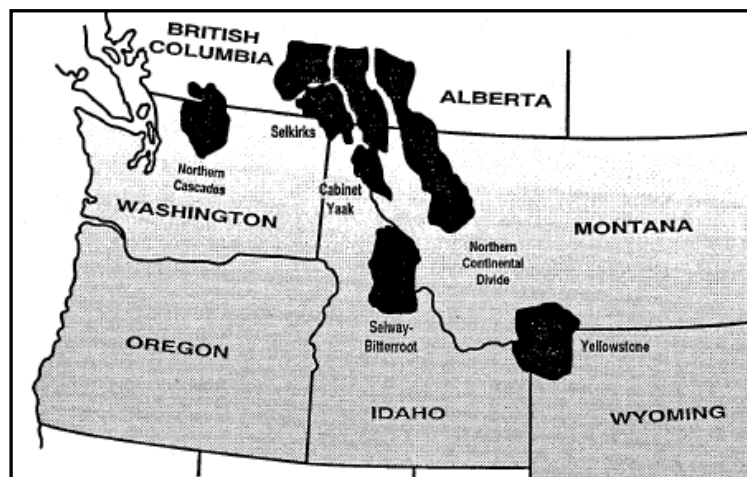 BRITISH
COLUMBIA
ALBERTA
Selkirks
Northern
Cascades
Cabinet
Yaak
WASHINGTON
MONTANA
Northern
Continental
Divide
OREGON
Selway-
Bitterroot
Yellowstone
IDAHO
WYOMING